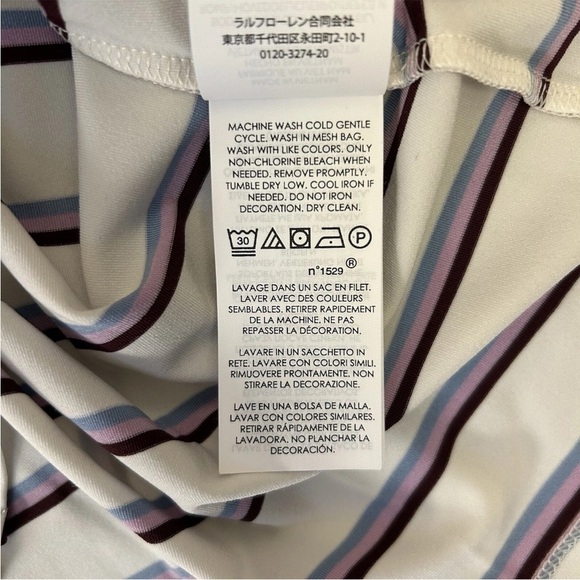 ラルフローレン合同会社
東京都千代田区永田町2-10-1
0120-3274-20
MACHINE WASH COLD GENTLE
CYCLE. WASH IN MESH BAG.
WASH WITH LIKE COLORS. ONLY
NON-CHLORINE BLEACH WHEN
NEEDED. REMOVE PROMPTLY.
TUMBLE DRY LOW. COOL IRON IF
NEEDED. DO NOT IRON
DECORATION. DRY CLEAN.
30 P
n°1529 ®
LAVAGE DANS UN SAC EN FILET.
LAVER AVEC DES COULEURS
SEMBLABLES. RETIRER RAPIDEMENT
DE LA MACHINE. NE PAS
REPASSER LA DÉCORATION.
LAVARE IN UN SACCHETTO IN
RETE. LAVARE CON COLORI SIMILI.
RIMUOVERE PRONTAMENTE. NON
STIRARE LA DECORAZIONE.
LAVE EN UNA BOLSA DE MALLA.
LAVAR CON COLORES SIMILARES.
RETIRAR RÁPIDAMENTE DE LA
LAVADORA. NO PLANCHAR LA
DECORACIÓN.